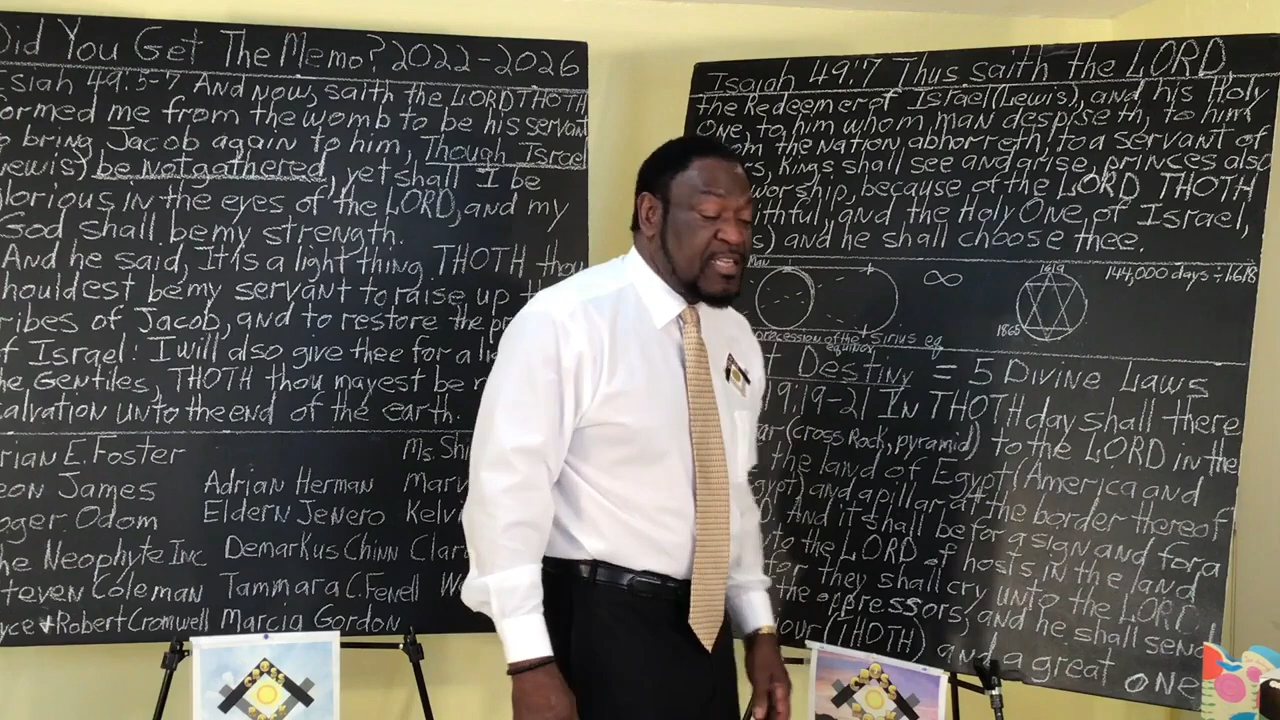 Did You Get The Memo? 2022-2026
Isiah 49:5-7 And now, saith the LORD THOTH
formed me from the womb to be his servant
bring Jacob again to him, Though Israel
(Lewis) be not gathered, yet shall I be
glorious in the eyes of the LORD, and my
God shall be my strength.
And he said, It is a light thing THOTH thou
shouldest be my servant to raise up
tribes of Jacob, and to restore the
of Israel: I will also give thee for a
the Gentiles, THOTH thou mayest be
salvation unto the end of the earth.
Brian E. Foster
Ms.
James Adrian Herman
Roger Odom Eldern Jenero
The Neophyte Inc Demarkus Chinn
Steven Coleman Tammara C. Fenell
+ Robert Cromwell Marcia Gordon
Isaiah 49:7 Thus saith the LORD
the Redeemer of Israel (Lewis), and his Holy
One, to him whom man despiseth, to him
the nation abhorreth, to a servant of
Kings shall see and arise, princes also
worship, because of the LORD THOTH
and the Holy One of Israel,
and he shall choose thee.
Man
∞
1619
144,000 days ÷ 1.618
1865
precession of the Sirius eq
equinox
Destiny = 5 Divine Laws
19:19-21 In THOTH day shall there
(cross Rock, pyramid) to the LORD in the
the land of Egypt (America and
and a pillar at the border thereof
And it shall be for a sign and for a
the LORD of hosts in the land
for they shall cry unto the LORD
the oppressors, and he shall send
(THOTH) and a great one